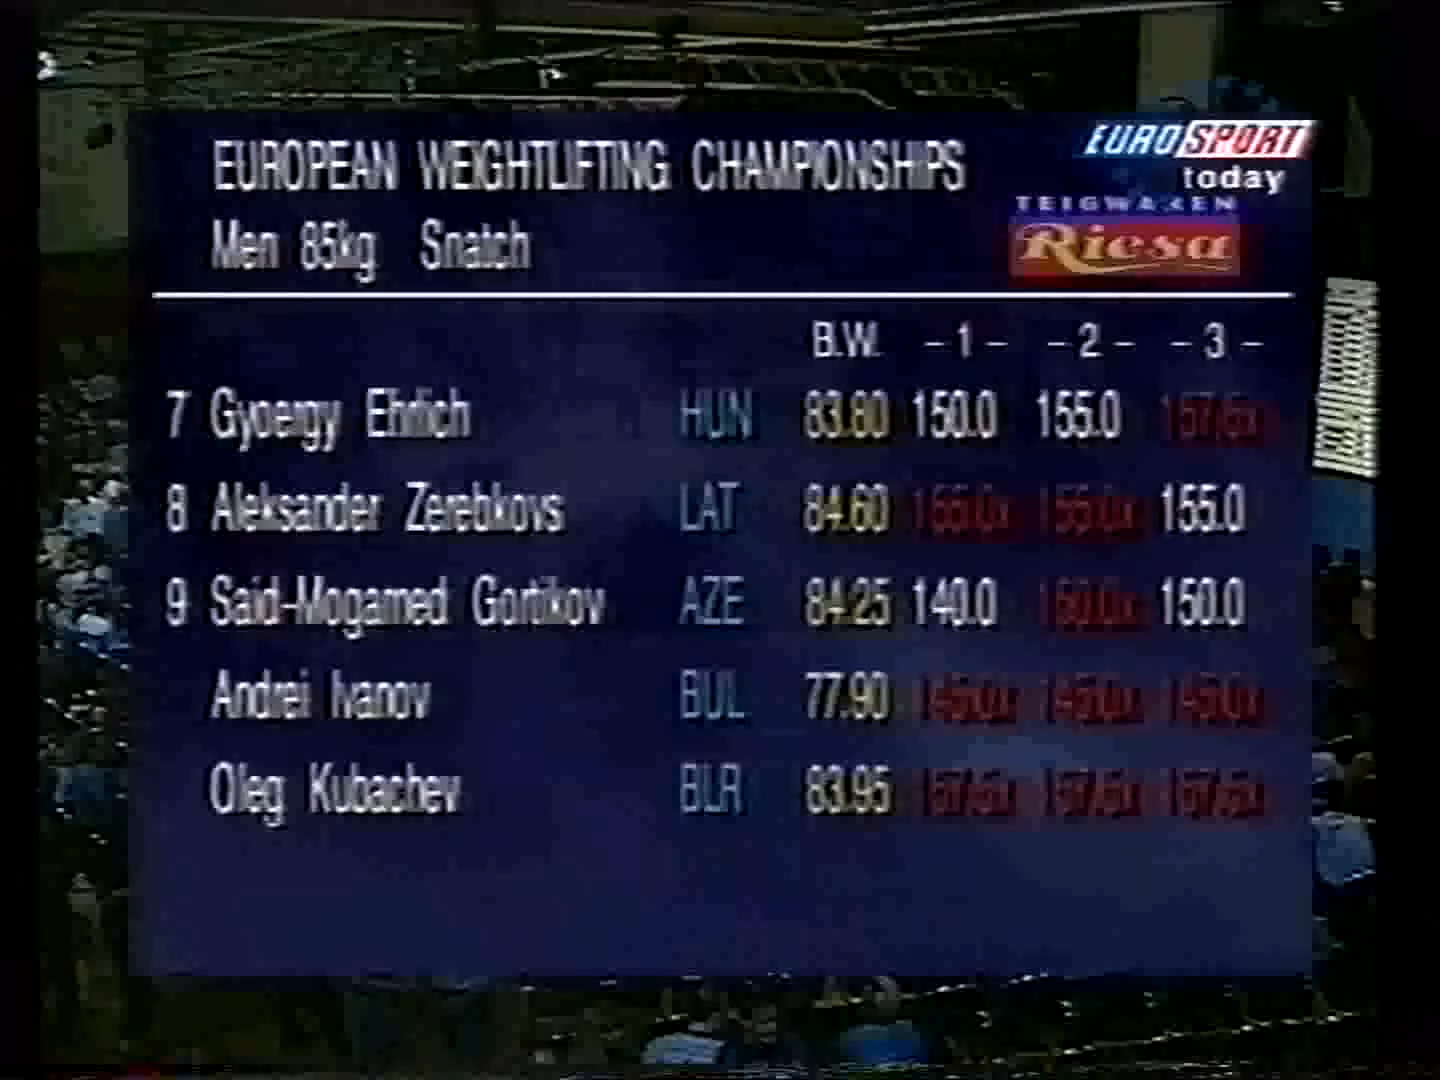 EUROPEAN WEIGHTLIFTING CHAMPIONSHIPS
EUROSPORT
today
TEIGWAREN
Riesa
Men 85kg Snatch
B.W. -1- -2- -3-
7 Gyoergy Ehrlich HUN 83.80 150.0 155.0 157.5x
8 Aleksander Zerebkovs LAT 84.60 155.0x 155.0x 155.0
9 Said-Mogamed Gortikov AZE 84.25 140.0 150.0x 150.0
Andrei Ivanov BUL 77.90 145.0x 145.0x 145.0x
Oleg Kubachev BLR 83.95 157.5x 157.5x 157.5x